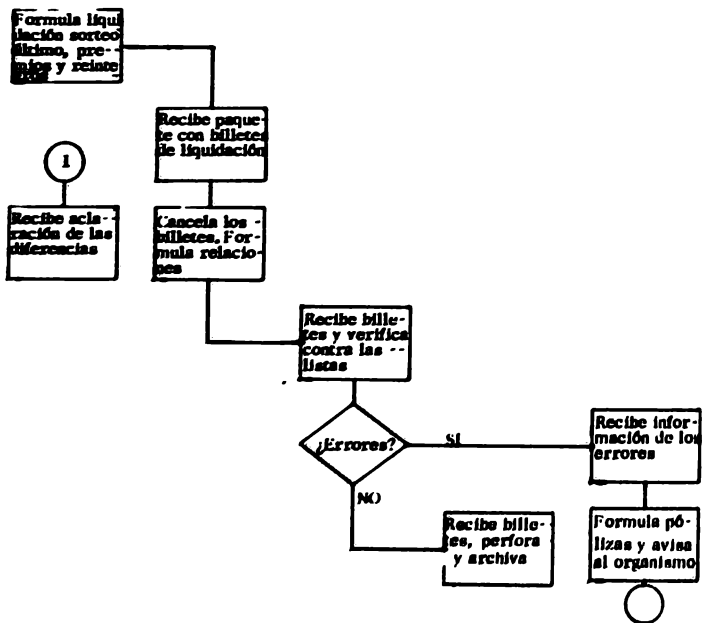 Formula liqui
dación sorteo
último, pre--
mios y reinte
gros
Recibe paque-
te con billetes
de liquidación
1
Recibe acla--
ración de las
diferencias
Cancela los -
billetes. For-
mula relacio-
nes
Recibe bille-
tes y verifica
contra las --
listas
¿Errores?
SI
NO
Recibe infor-
mación de los
errores
Recibe bille-
tes, perfora
y archiva
Formula pó-
lizas y avisa
al organismo